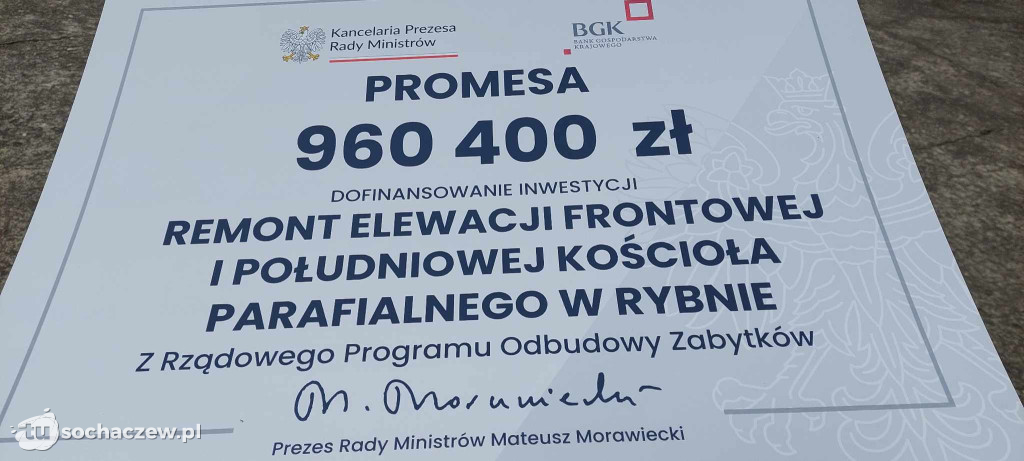 Kancelaria Prezesa
Rady Ministrów
BGK
BANK GOSPODARSTWA
KRAJOWEGO
PROMESA
960 400 zł
DOFINANSOWANIE INWESTYCJI
REMONT ELEWACJI FRONTOWEJ
I POŁUDNIOWEJ KOŚCIOŁA
PARAFIALNEGO W RYBNIE
Z Rządowego Programu Odbudowy Zabytków
M. Morawiecki
Prezes Rady Ministrów Mateusz Morawiecki
tu sochaczew.pl